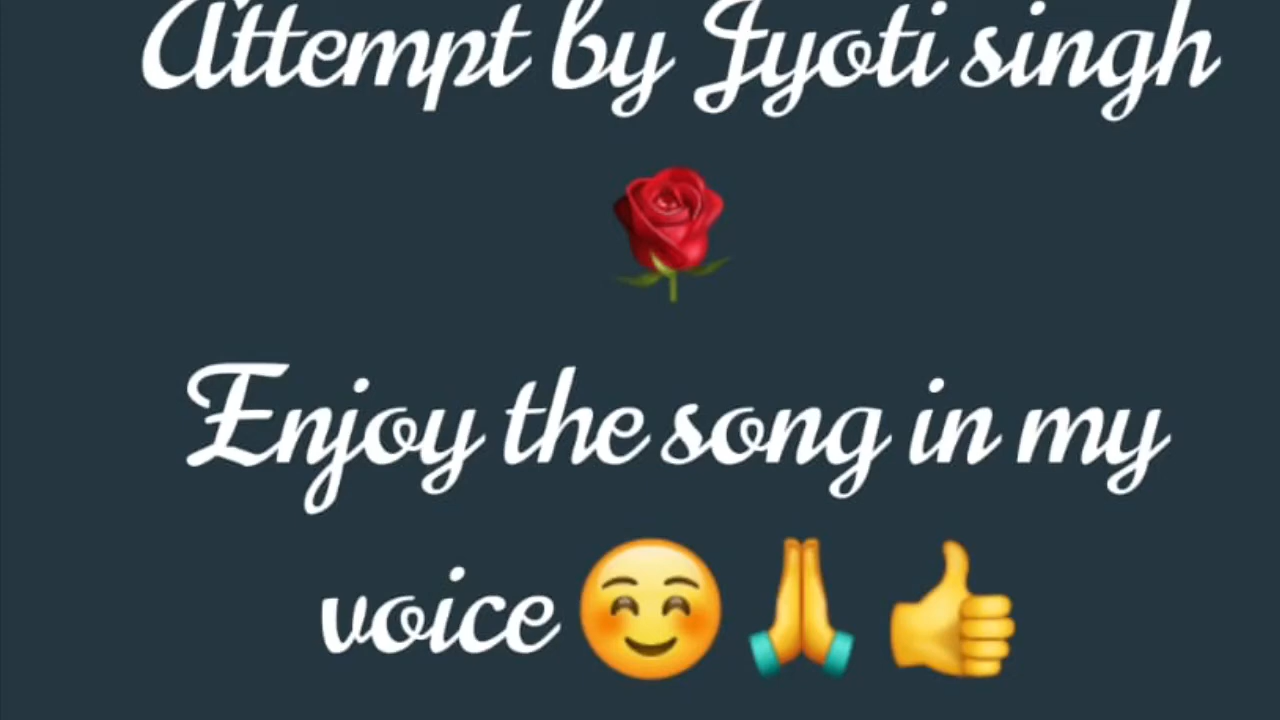 Attempt by Jyoti singh
🌹
Enjoy the song in my
voice 😊🙏👍